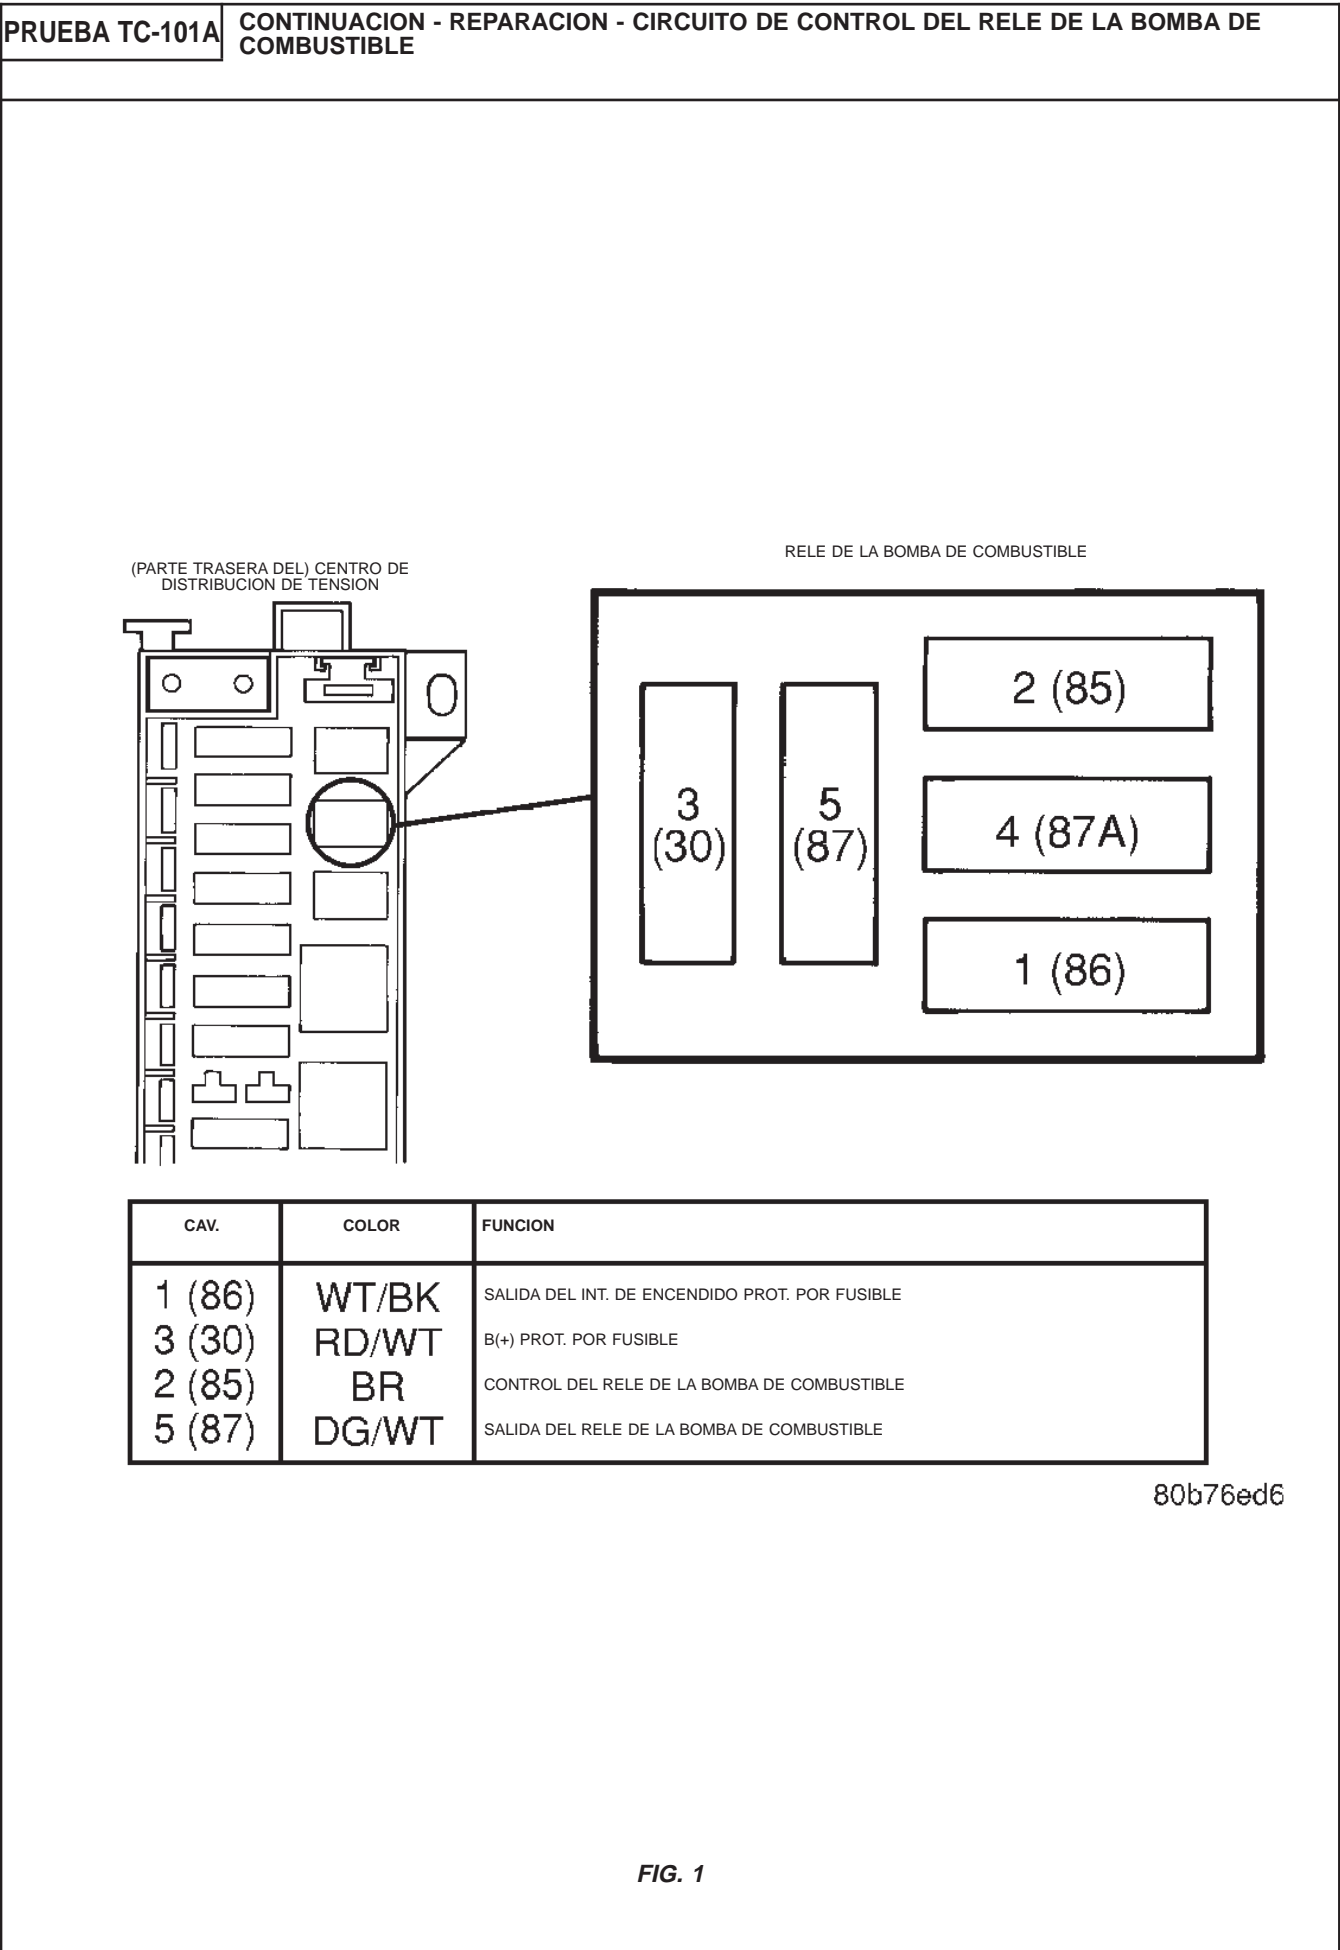 PRUEBA TC-101A
CONTINUACION - REPARACION - CIRCUITO DE CONTROL DEL RELE DE LA BOMBA DE
COMBUSTIBLE
(PARTE TRASERA DEL) CENTRO DE
DISTRIBUCION DE TENSION
RELE DE LA BOMBA DE COMBUSTIBLE
3
(30)
5
(87)
2 (85)
4 (87A)
1 (86)
CAV. COLOR FUNCION
1 (86) WT/BK SALIDA DEL INT. DE ENCENDIDO PROT. POR FUSIBLE
3 (30) RD/WT B(+) PROT. POR FUSIBLE
2 (85) BR CONTROL DEL RELE DE LA BOMBA DE COMBUSTIBLE
5 (87) DG/WT SALIDA DEL RELE DE LA BOMBA DE COMBUSTIBLE
80b76ed6
FIG. 1